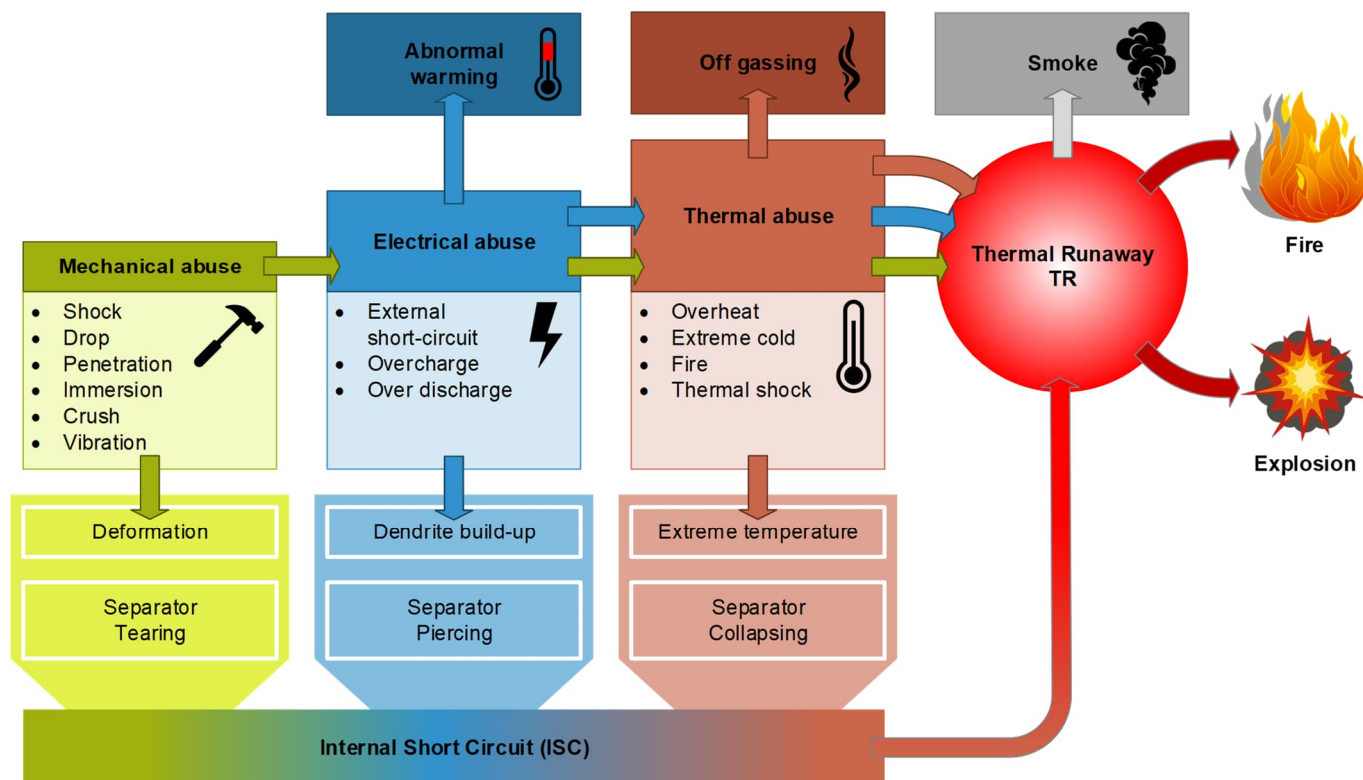 Abnormal
warming
Off gassing
Smoke
Mechanical abuse
Electrical abuse
Thermal abuse
Thermal Runaway
TR
Fire
Explosion
• Shock
• Drop
• Penetration
• Immersion
• Crush
• Vibration
• External
short-circuit
• Overcharge
• Over discharge
• Overheat
• Extreme cold
• Fire
• Thermal shock
Deformation
Separator
Tearing
Dendrite build-up
Separator
Piercing
Extreme temperature
Separator
Collapsing
Internal Short Circuit (ISC)